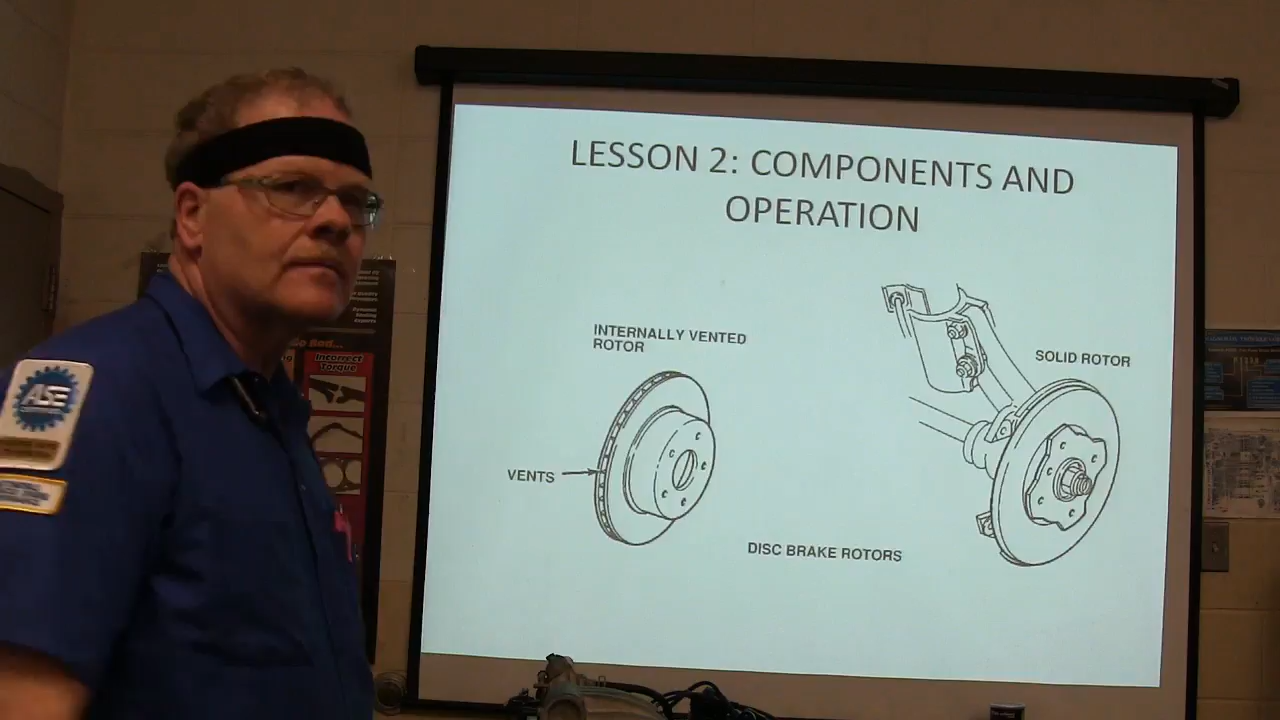 LESSON 2: COMPONENTS AND
OPERATION
INTERNALLY VENTED
ROTOR
SOLID ROTOR
VENTS
DISC BRAKE ROTORS
ASE
Incorrect
Torque